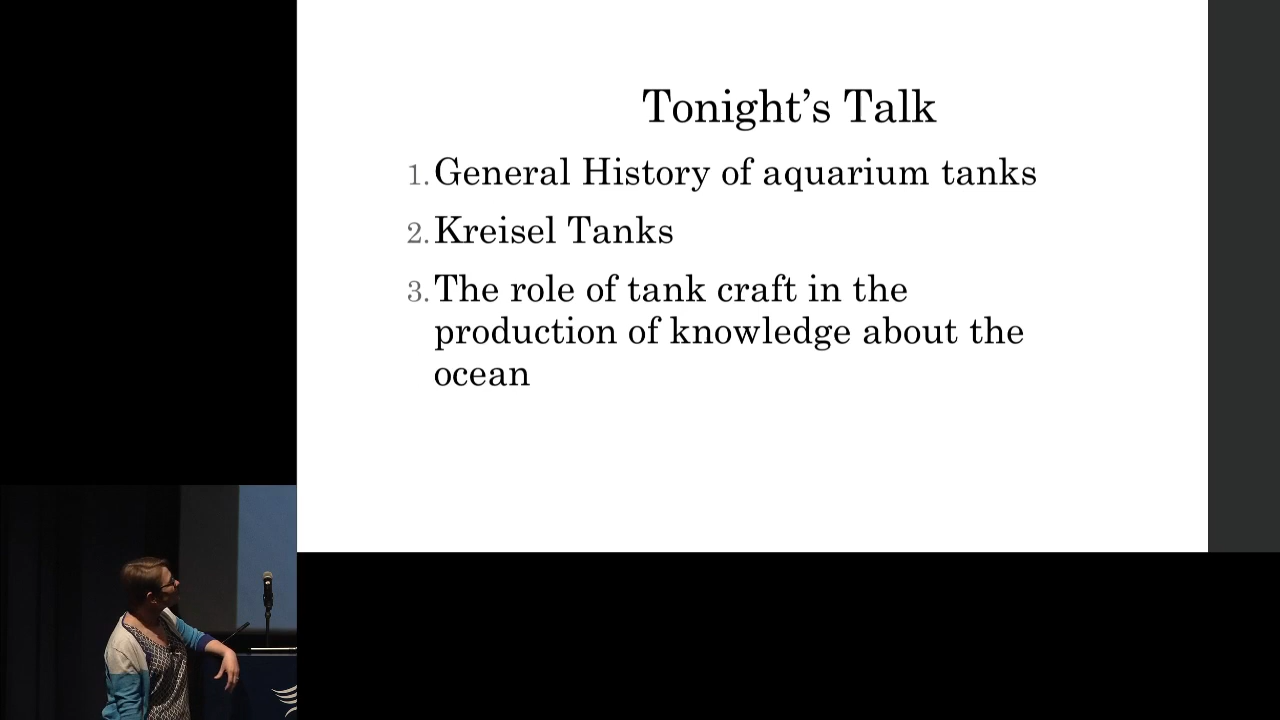 Tonight's Talk
1. General History of aquarium tanks
2. Kreisel Tanks
3. The role of tank craft in the
production of knowledge about the
ocean